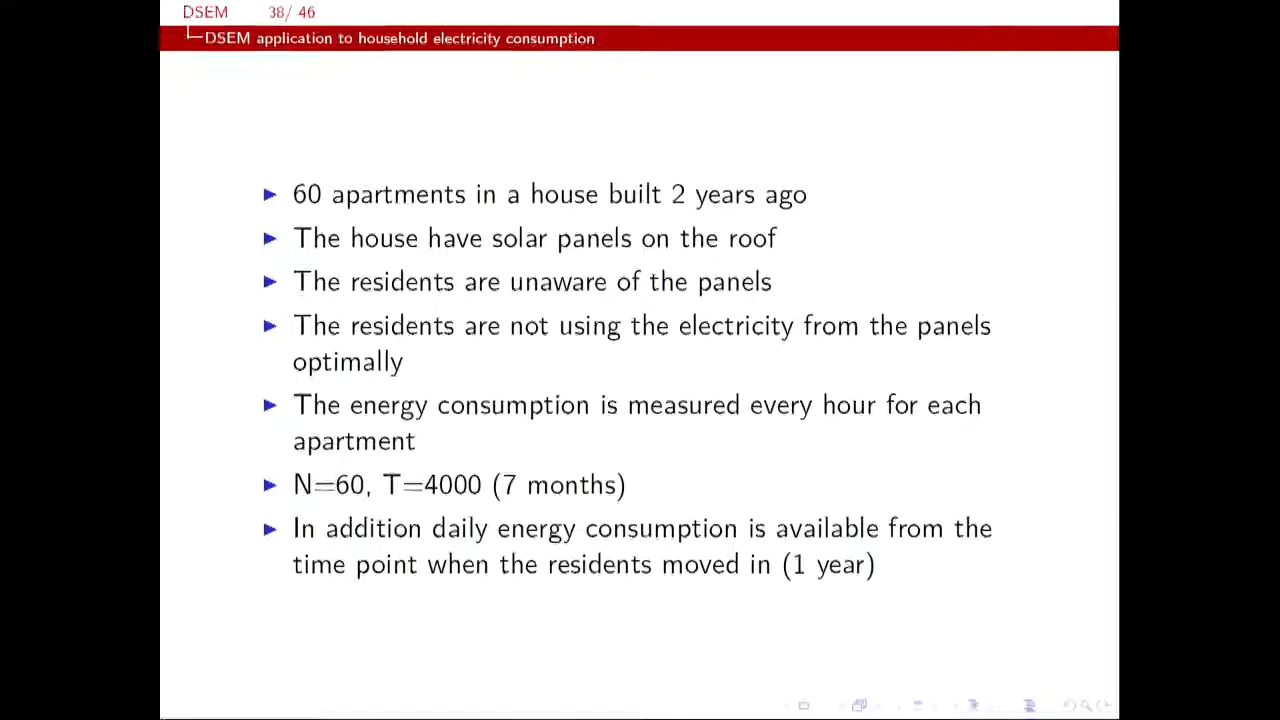 DSEM 38/ 46
DSEM application to household electricity consumption
60 apartments in a house built 2 years ago
The house have solar panels on the roof
The residents are unaware of the panels
The residents are not using the electricity from the panels
optimally
The energy consumption is measured every hour for each
apartment
N=60, T=4000 (7 months)
In addition daily energy consumption is available from the
time point when the residents moved in (1 year)